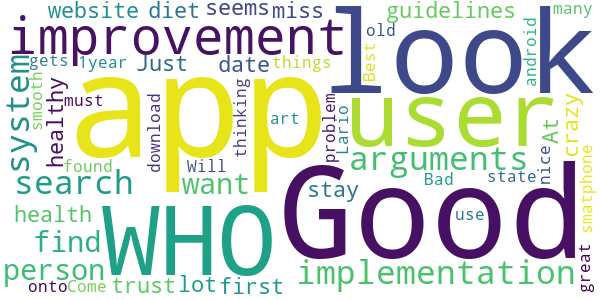 website diet seems miss guidelines many
improvement look
gets 1year Just date things Best old android
system smooth healthy must app user crazy
download thinking art problem Lario At
search want arguments nice smatphone
found Will stay Bad state
health WHO Good use great
find person trust lot first implementation
onto Come